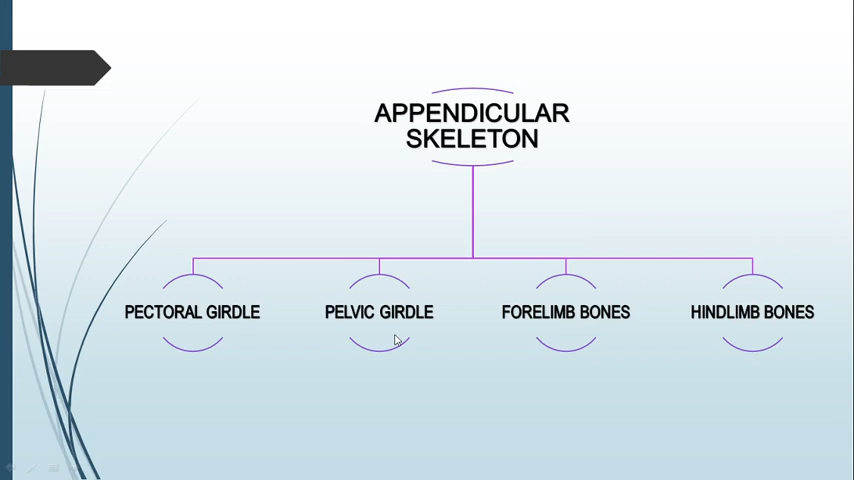 APPENDICULAR
SKELETON
PECTORAL GIRDLE
PELVIC GIRDLE
FORELIMB BONES
HINDLIMB BONES